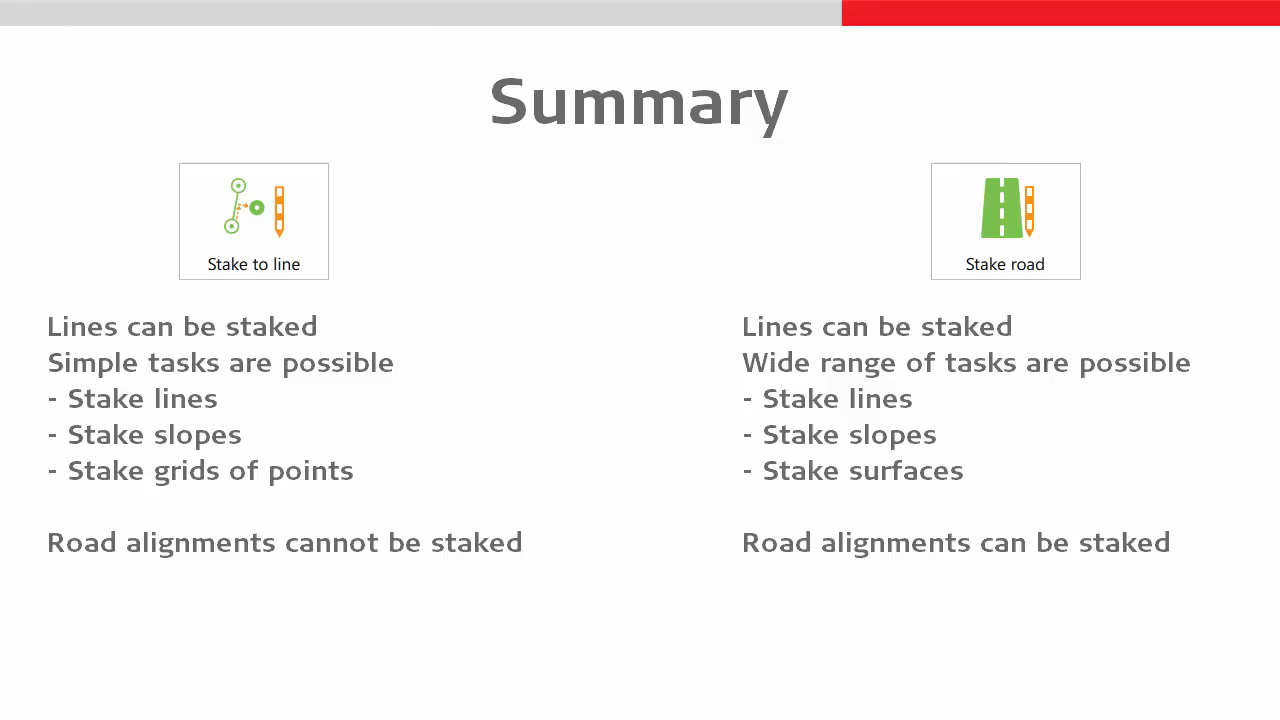 Summary
Stake to line
Lines can be staked
Simple tasks are possible
- Stake lines
- Stake slopes
- Stake grids of points
Road alignments cannot be staked
Stake road
Lines can be staked
Wide range of tasks are possible
- Stake lines
- Stake slopes
- Stake surfaces
Road alignments can be staked